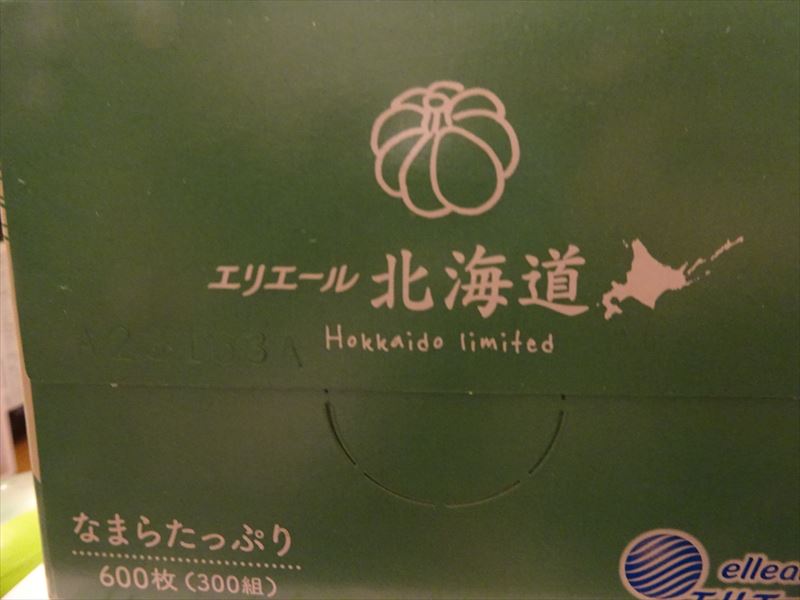 エリエール 北海道
Hokkaido limited
なまらたっぷり
600枚(300組)